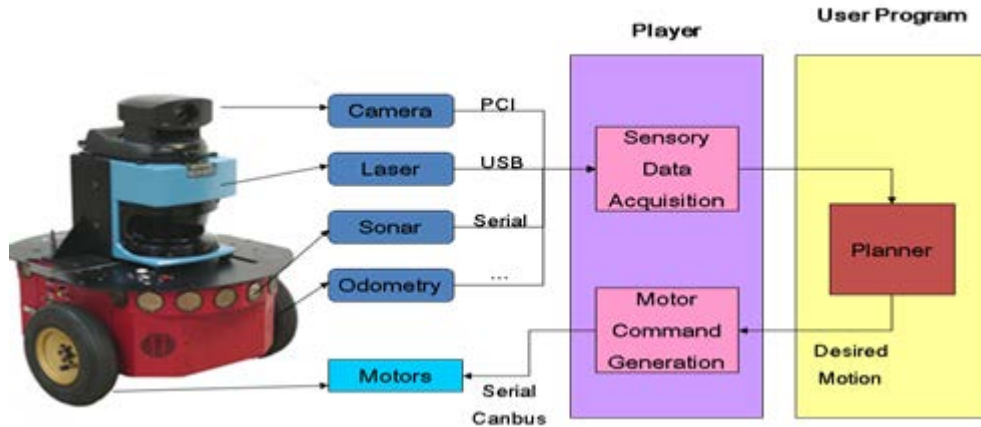 User Program
Player
Camera
PCI
Laser
USB
Sonar
Serial
Odometry
...
Sensory
Data
Acquisition
Planner
Motor
Command
Generation
Desired
Motion
Motors
Serial
Canbus